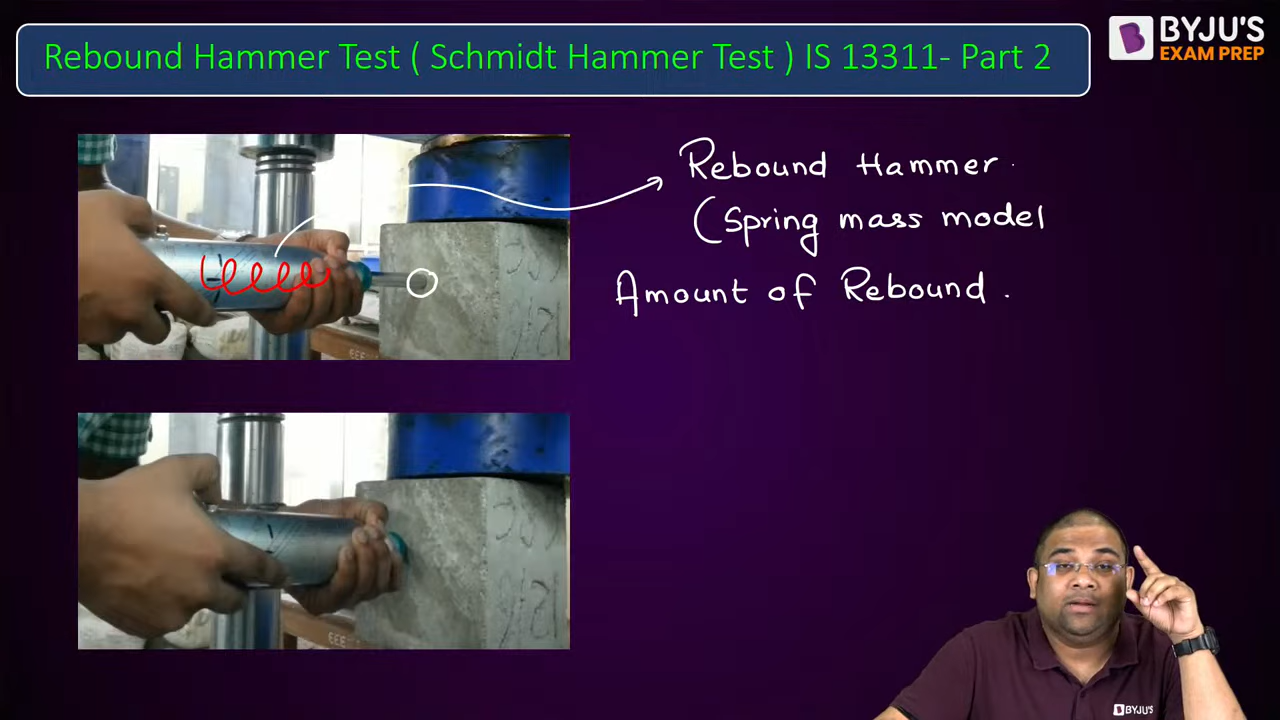 Rebound Hammer Test ( Schmidt Hammer Test ) IS 13311- Part 2
BYJU'S
EXAM PREP
Rebound Hammer.
(Spring mass model
Amount of Rebound.
BYJU'S